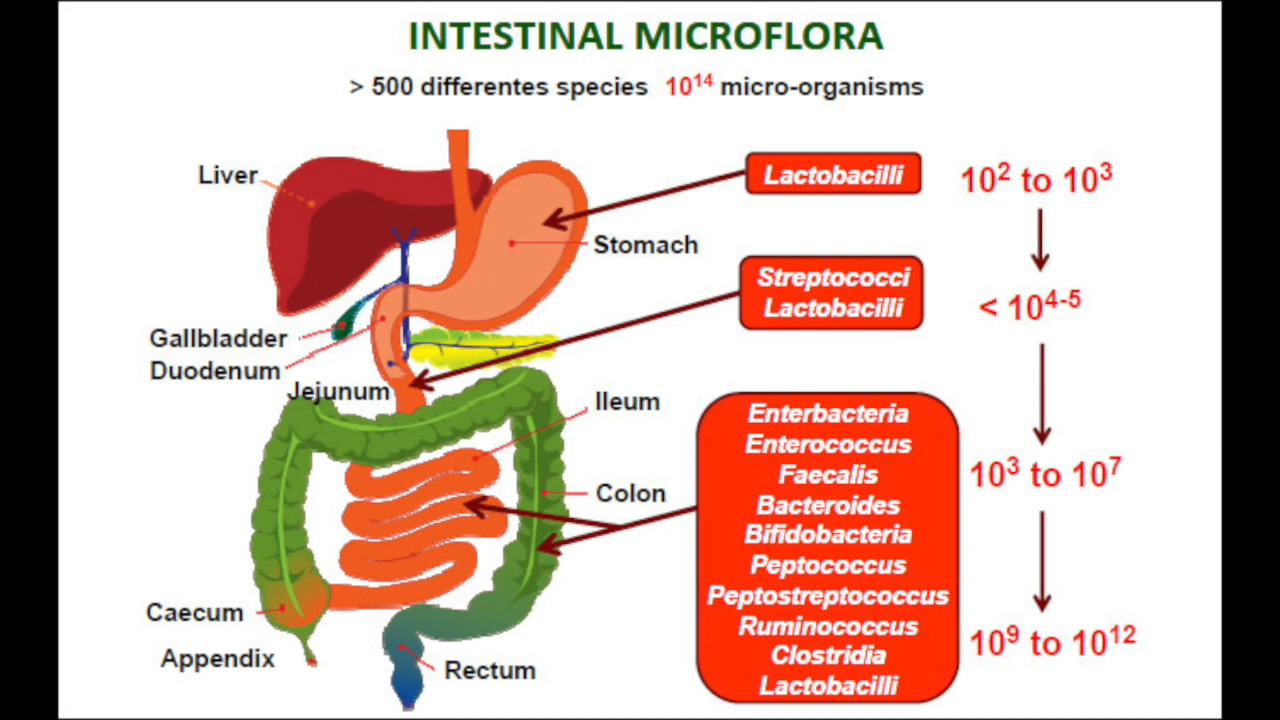 INTESTINAL MICROFLORA
> 500 differentes species 10¹⁴ micro-organisms
Liver
Stomach
Gallbladder
Duodenum
Jejunum
Ileum
Colon
Caecum
Appendix
Rectum
Lactobacilli
10² to 10³
Streptococci
Lactobacilli
< 10⁴⁻⁵
Enterbacteria
Enterococcus
Faecalis
Bacteroides
Bifidobacteria
Peptococcus
Peptostreptococcus
Ruminococcus
Clostridia
Lactobacilli
10³ to 10⁷
10⁹ to 10¹²